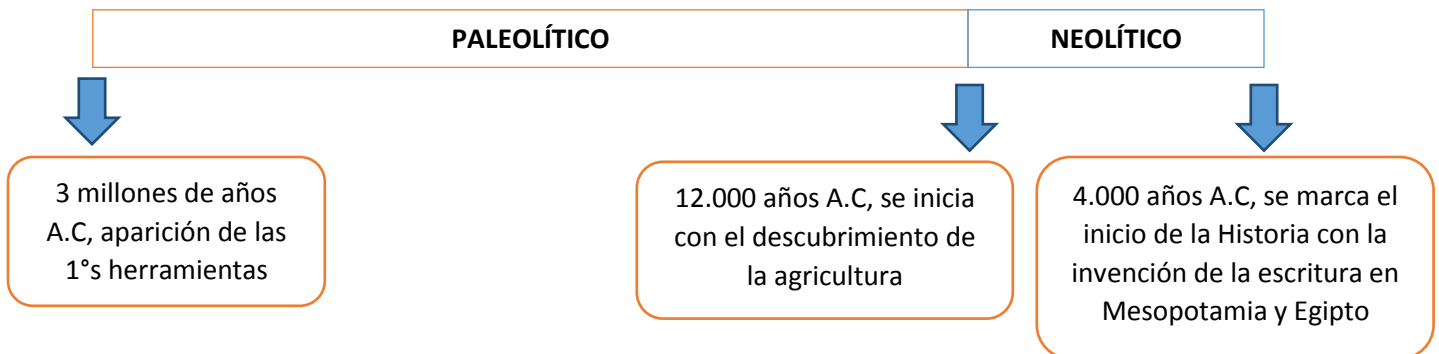 PALEOLÍTICO
NEOLÍTICO
3 millones de años
A.C, aparición de las
1°s herramientas
12.000 años A.C, se inicia
con el descubrimiento de
la agricultura
4.000 años A.C, se marca el
inicio de la Historia con la
invención de la escritura en
Mesopotamia y Egipto